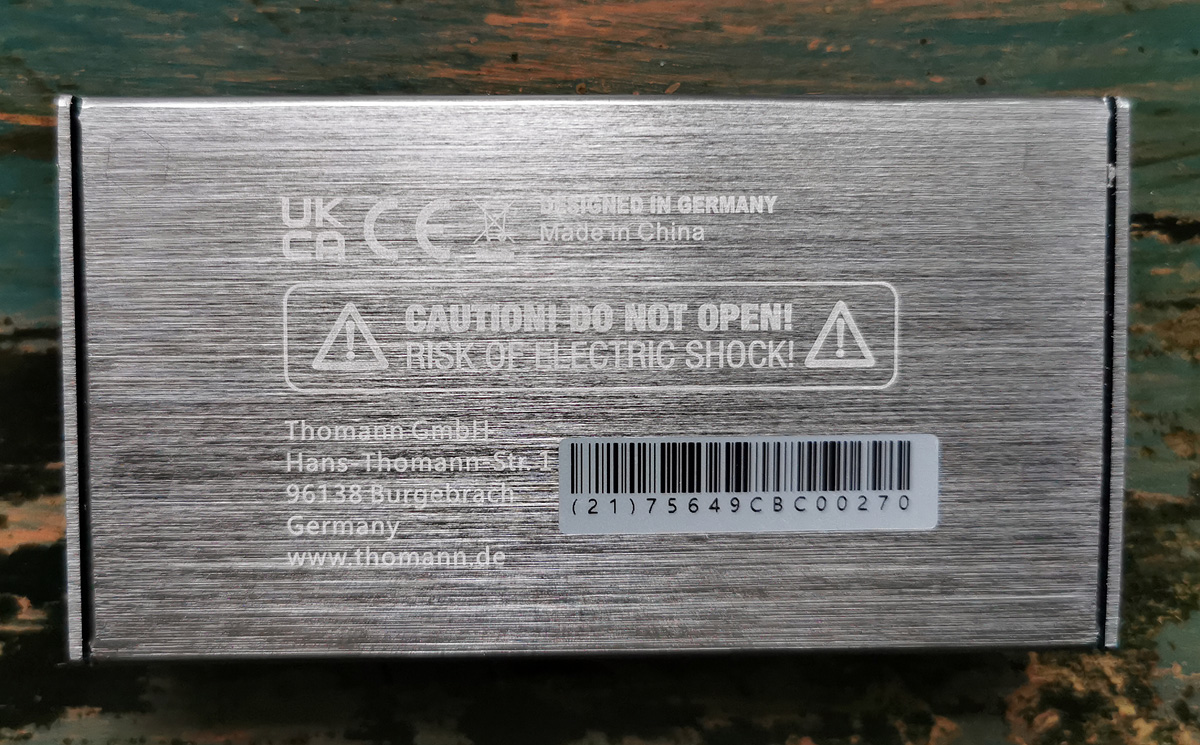 UK
CA CE DESIGNED IN GERMANY
Made in China
CAUTION! DO NOT OPEN!
RISK OF ELECTRIC SHOCK!
Thomann GmbH
Hans-Thomann-Str. 1
96138 Burgebrach
Germany
www.thomann.de
(21)75649CBC00270